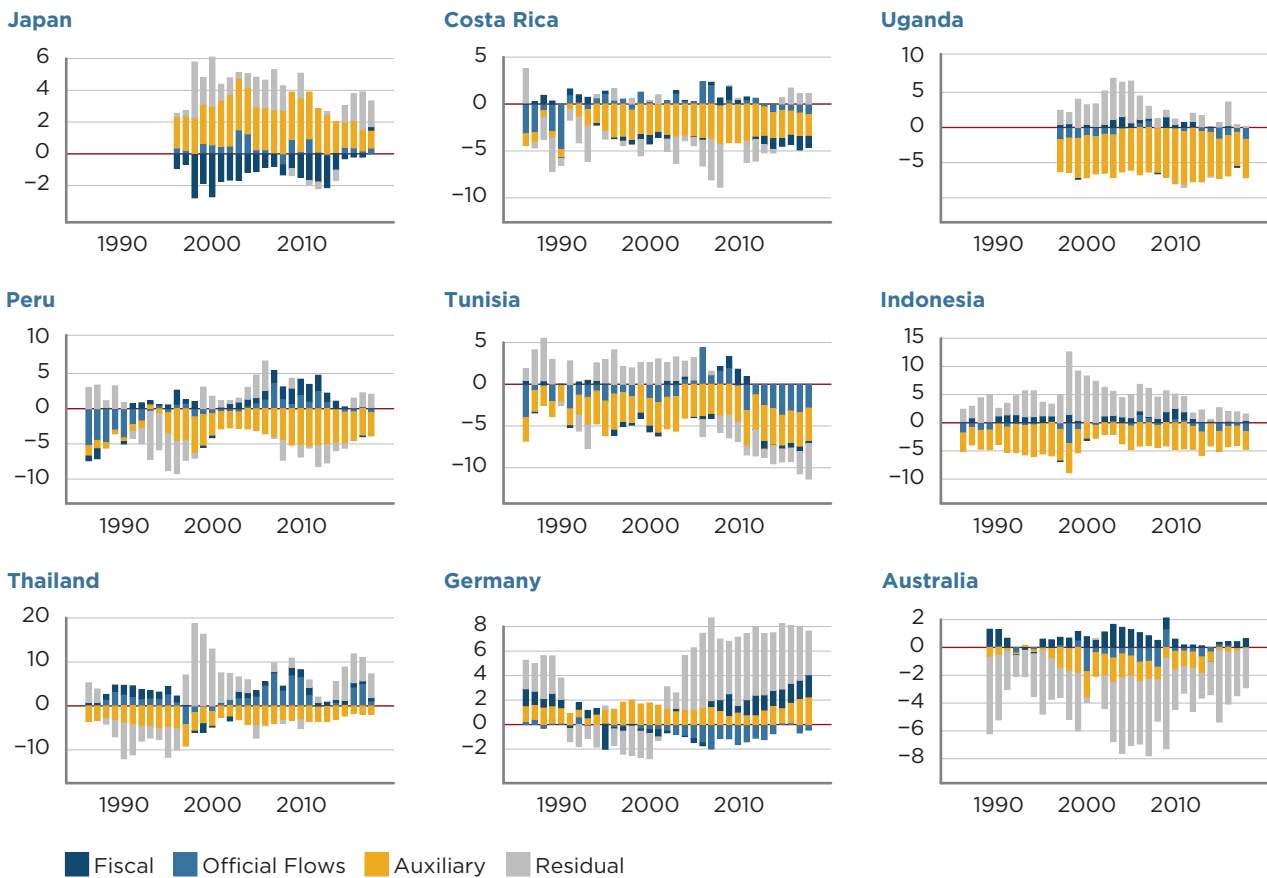 Japan
6
4
2
0
−2
1990 2000 2010
Costa Rica
5
0
−5
−10
1990 2000 2010
Uganda
10
5
0
−5
1990 2000 2010
Peru
10
5
0
−5
−10
1990 2000 2010
Tunisia
5
0
−5
−10
1990 2000 2010
Indonesia
15
10
5
0
−5
−10
1990 2000 2010
Thailand
20
10
0
−10
1990 2000 2010
Germany
8
6
4
2
0
−2
1990 2000 2010
Australia
2
0
−2
−4
−6
−8
1990 2000 2010
Fiscal Official Flows Auxiliary Residual